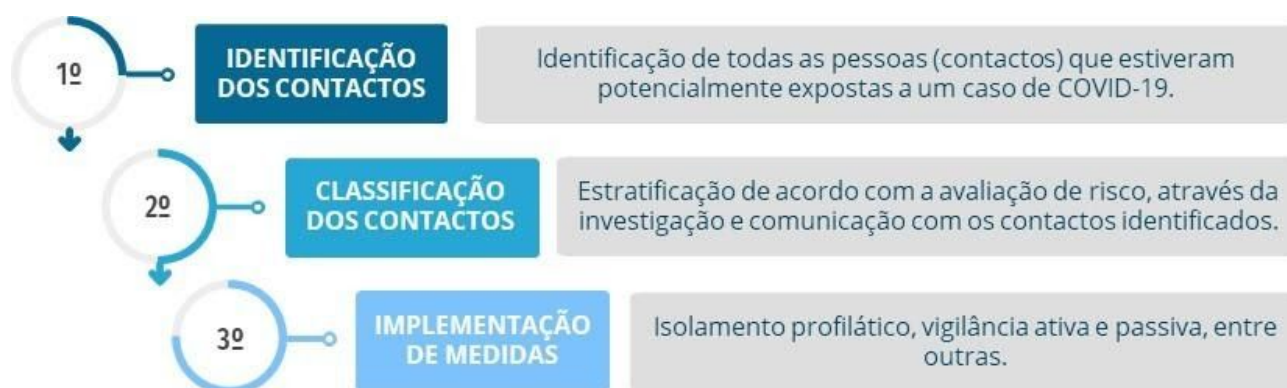 1º
IDENTIFICAÇÃO
DOS CONTACTOS
Identificação de todas as pessoas (contactos) que estiveram
potencialmente expostas a um caso de COVID-19.
2º
CLASSIFICAÇÃO
DOS CONTACTOS
Estratificação de acordo com a avaliação de risco, através da
investigação e comunicação com os contactos identificados.
3º
IMPLEMENTAÇÃO
DE MEDIDAS
Isolamento profilático, vigilância ativa e passiva, entre
outras.